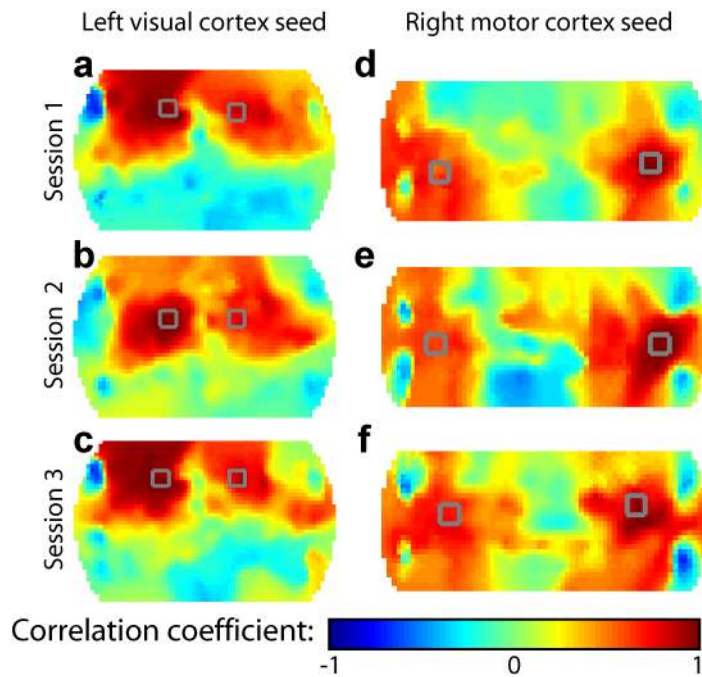 Left visual cortex seed
Right motor cortex seed
a
d
Session 1
b
e
Session 2
c
f
Session 3
Correlation coefficient:
-1
0
1